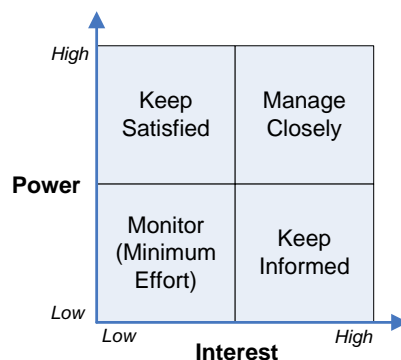 High
Keep
Satisfied
Manage
Closely
Power
Monitor
(Minimum
Effort)
Keep
Informed
Low
Low
High
Interest